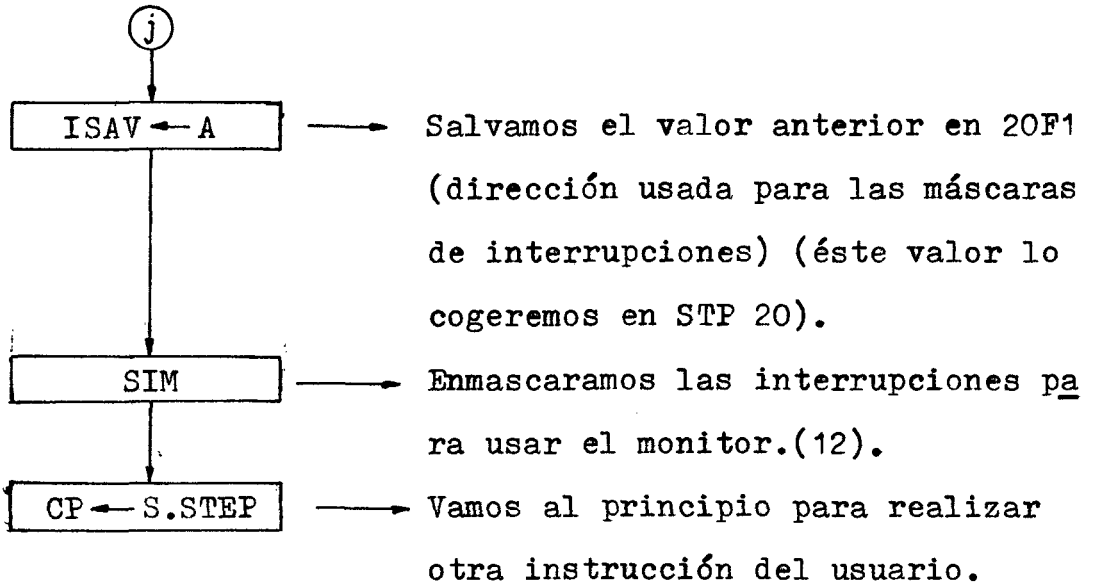 j
ISAV ← A → Salvamos el valor anterior en 20F1
(dirección usada para las máscaras
de interrupciones) (éste valor lo
cogeremos en STP 20).
SIM → Enmascaramos las interrupciones pa
ra usar el monitor.(12).
CP ← S.STEP → Vamos al principio para realizar
otra instrucción del usuario.